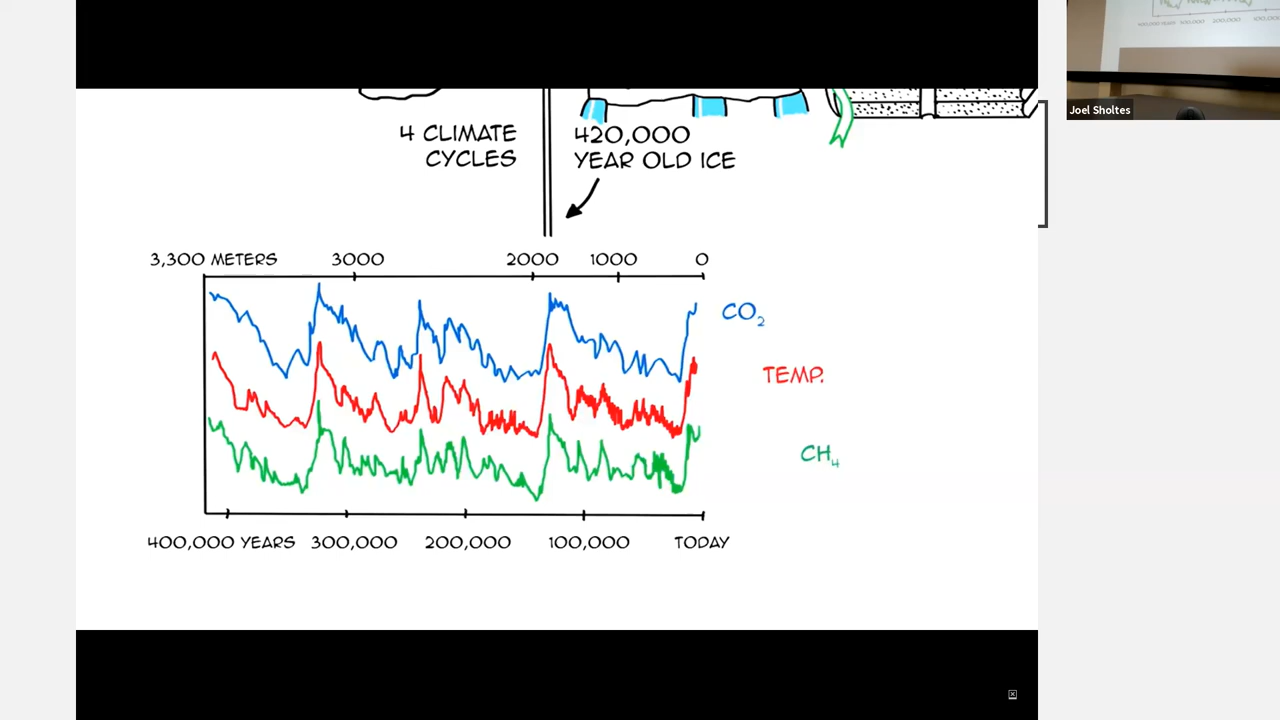 4 CLIMATE
CYCLES
420,000
YEAR OLD ICE
3,300 METERS 3000 2000 1000 0
CO2
TEMP.
CH4
400,000 YEARS 300,000 200,000 100,000 TODAY
Joel Sholtes